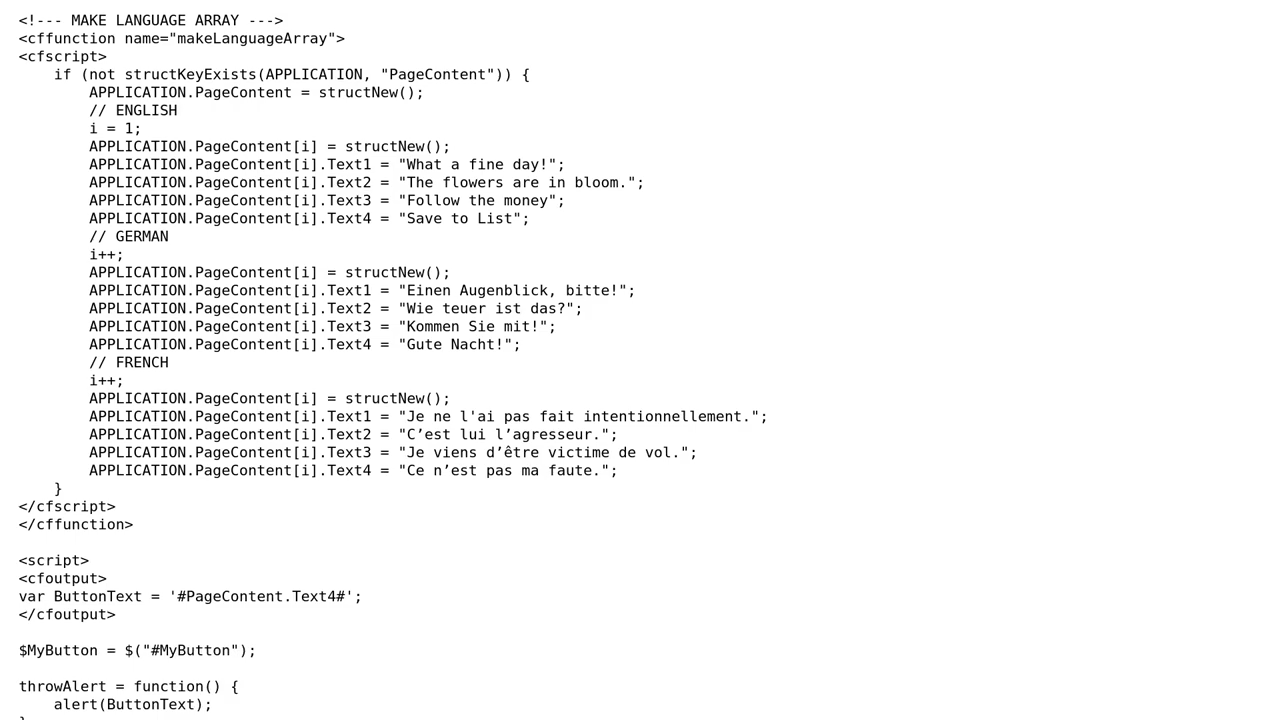 <!--- MAKE LANGUAGE ARRAY --->
<cffunction name="makeLanguageArray">
<cfscript>
    if (not structKeyExists(APPLICATION, "PageContent")) {
        APPLICATION.PageContent = structNew();
        // ENGLISH
        i = 1;
        APPLICATION.PageContent[i] = structNew();
        APPLICATION.PageContent[i].Text1 = "What a fine day!";
        APPLICATION.PageContent[i].Text2 = "The flowers are in bloom.";
        APPLICATION.PageContent[i].Text3 = "Follow the money";
        APPLICATION.PageContent[i].Text4 = "Save to List";
        // GERMAN
        i++;
        APPLICATION.PageContent[i] = structNew();
        APPLICATION.PageContent[i].Text1 = "Einen Augenblick, bitte!";
        APPLICATION.PageContent[i].Text2 = "Wie teuer ist das?";
        APPLICATION.PageContent[i].Text3 = "Kommen Sie mit!";
        APPLICATION.PageContent[i].Text4 = "Gute Nacht!";
        // FRENCH
        i++;
        APPLICATION.PageContent[i] = structNew();
        APPLICATION.PageContent[i].Text1 = "Je ne l'ai pas fait intentionnellement.";
        APPLICATION.PageContent[i].Text2 = "C’est lui l’agresseur.";
        APPLICATION.PageContent[i].Text3 = "Je viens d’être victime de vol.";
        APPLICATION.PageContent[i].Text4 = "Ce n’est pas ma faute.";
    }
</cfscript>
</cffunction>

<script>
<cfoutput>
var ButtonText = '#PageContent.Text4#';
</cfoutput>

$MyButton = $("#MyButton");

throwAlert = function() {
    alert(ButtonText);
}